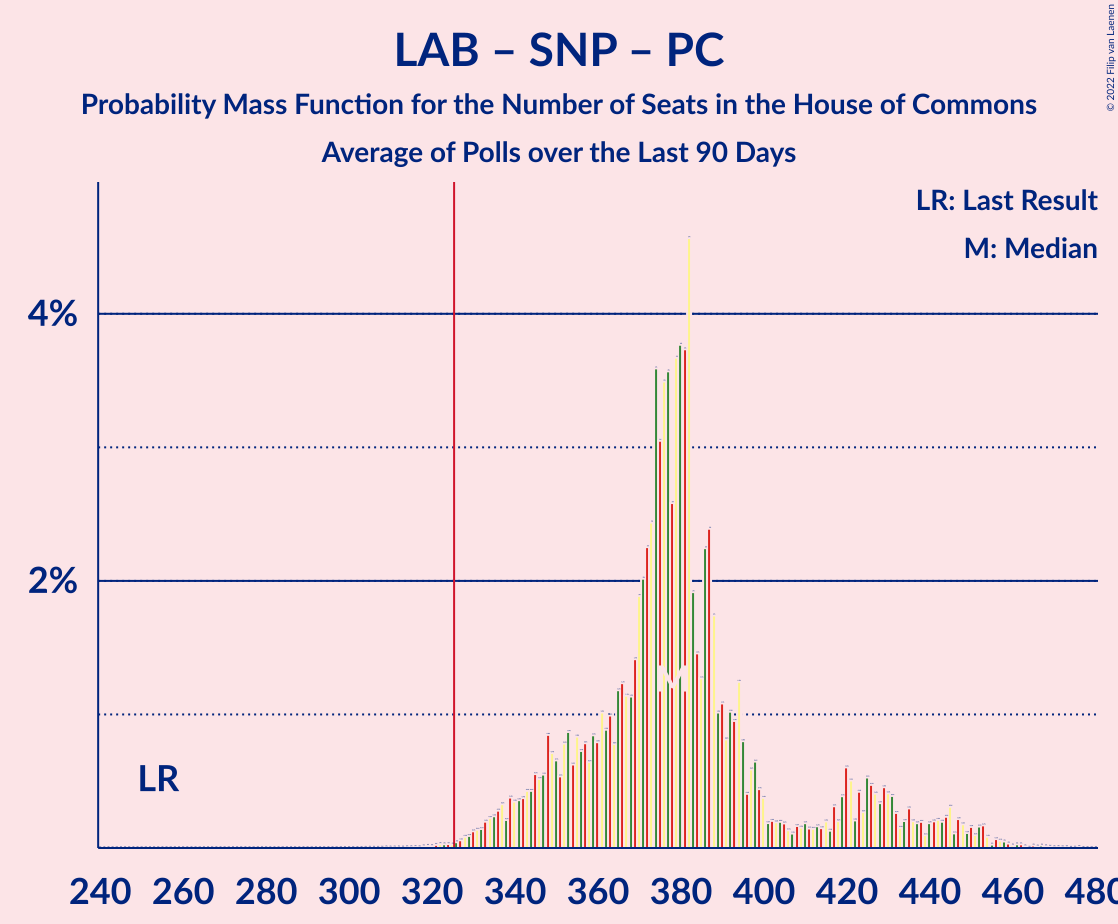 LAB – SNP – PC
Probability Mass Function for the Number of Seats in the House of Commons
Average of Polls over the Last 90 Days
© 2022 Filip van Laenen
LR: Last Result
M: Median
4%
2%
M
LR
240 260 280 300 320 340 360 380 400 420 440 460 480